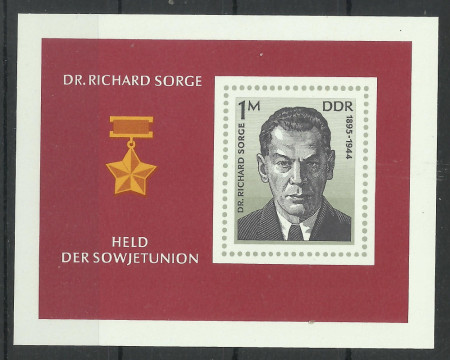 DR. RICHARD SORGE
HELD
DER SOWJETUNION
1M DDR
1895-1944
DR. RICHARD SORGE